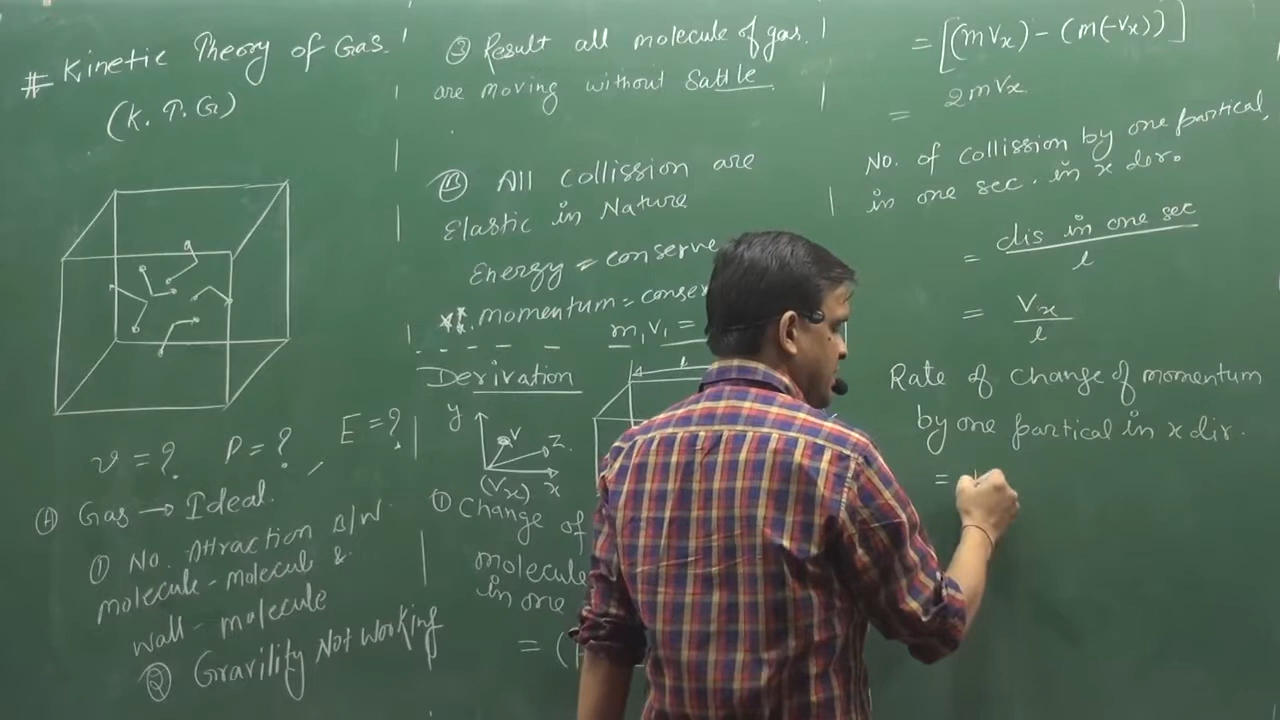 # Kinetic Theory of Gas.
(K. T. G)
v = ? P = ? , E = ?
(A) Gas → Ideal.
① No. Attraction B/W.
molecule - molecule &
wall - molecule
② Gravility Not working
③ Result all molecule of gas.
are moving without Sattle.
(B) All collission are
Elastic in Nature
Energy = conserve
momentum = conser
m₁v₁ =
Derivation
y
v
z.
(Vx) x
l
① Change of
molecule
in one
= (
= [(mVx) - (m(-Vx))]
= 2mVx
No. of collission by one partical,
in one sec. in x dir.
= dis in one sec / l
= Vx / l
Rate of change of momentum
by one partical in x dir.
=